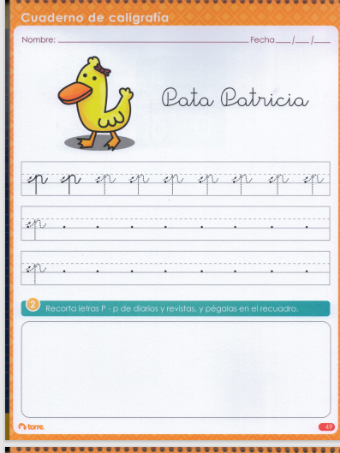 Cuaderno de caligrafía
Nombre: Fecha / /
Pata Patricia
p p p p p p p p p
p . . . . . . . .
p . . . . . . . .
2 Recorta letras P - p de diarios y revistas, y pégalas en el recuadro.
torre. 49